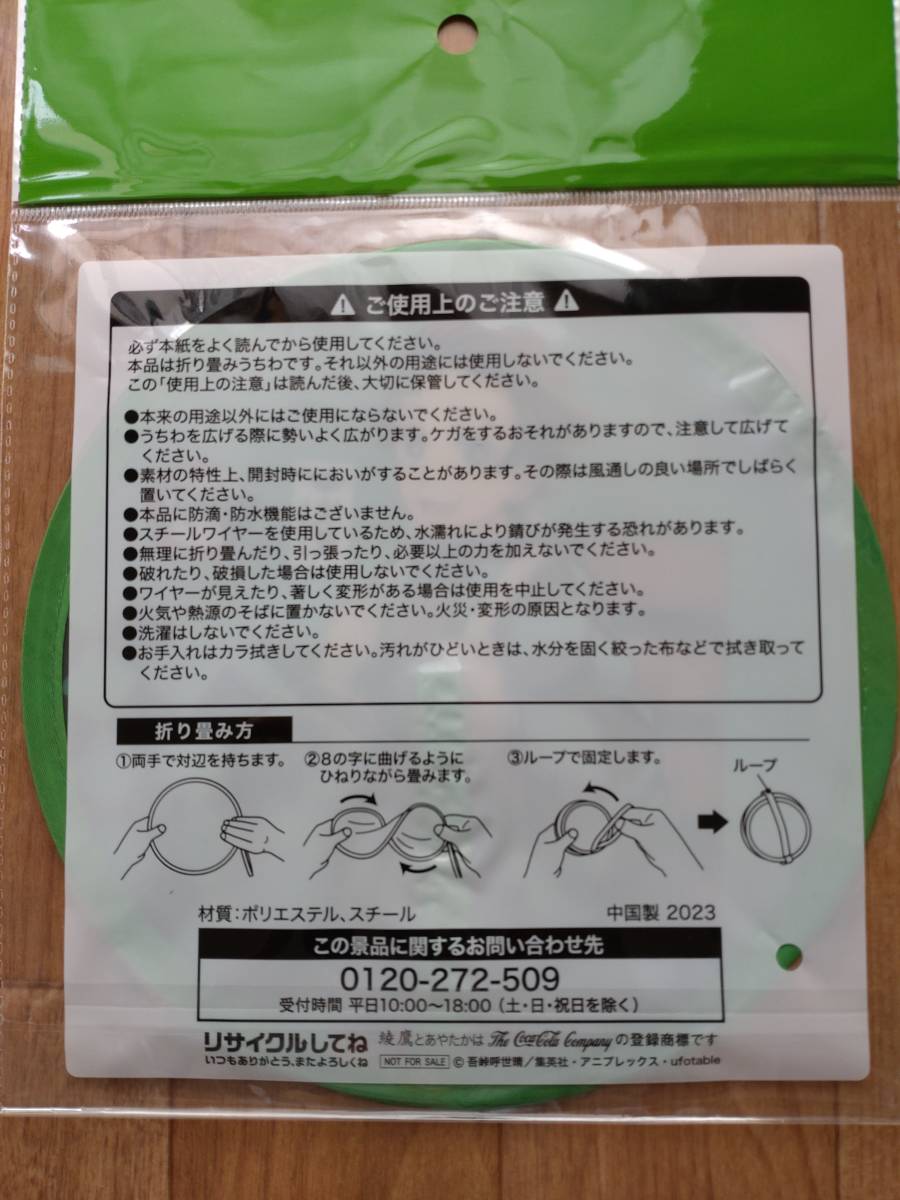 ⚠ ご使用上のご注意 ⚠
必ず本紙をよく読んでから使用してください。
本品は折り畳みうちわです。それ以外の用途には使用しないでください。
この「使用上の注意」は読んだ後、大切に保管してください。
●本来の用途以外にはご使用にならないでください。
●うちわを広げる際に勢いよく広がります。ケガをするおそれがありますので、注意して広げて
ください。
●素材の特性上、開封時ににおいがすることがあります。その際は風通しの良い場所でしばらく
置いてください。
●本品に防滴・防水機能はございません。
●スチールワイヤーを使用しているため、水濡れにより錆びが発生する恐れがあります。
●無理に折り畳んだり、引っ張ったり、必要以上の力を加えないでください。
●破れたり、破損した場合は使用しないでください。
●ワイヤーが見えたり、著しく変形がある場合は使用を中止してください。
●火気や熱源のそばに置かないでください。火災・変形の原因となります。
●洗濯はしないでください。
●お手入れはカラ拭きしてください。汚れがひどいときは、水分を固く絞った布などで拭き取って
ください。
折り畳み方
①両手で対辺を持ちます。
②8の字に曲げるように
ひねりながら畳みます。
③ループで固定します。
ループ
材質：ポリエステル、スチール
中国製 2023
この景品に関するお問い合わせ先
0120-272-509
受付時間 平日10:00〜18:00（土・日・祝日を除く）
リサイクルしてね
いつもありがとう、またよろしくね
綾鷹とあやたかは The Coca-Cola Company の登録商標です
NOT FOR SALE ©吾峠呼世晴／集英社・アニプレックス・ufotable